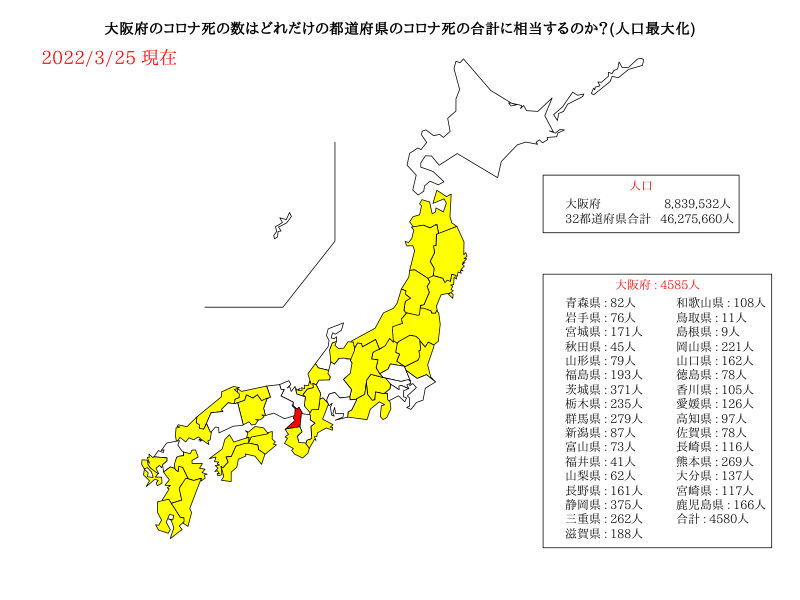 大阪府のコロナ死の数はどれだけの都道府県のコロナ死の合計に相当するのか?(人口最大化)
2022/3/25 現在
人口
大阪府 8,839,532人
32都道府県合計 46,275,660人
大阪府 : 4585人
青森県 : 82人
岩手県 : 76人
宮城県 : 171人
秋田県 : 45人
山形県 : 79人
福島県 : 193人
茨城県 : 371人
栃木県 : 235人
群馬県 : 279人
新潟県 : 87人
富山県 : 73人
福井県 : 41人
山梨県 : 62人
長野県 : 161人
静岡県 : 375人
三重県 : 262人
滋賀県 : 188人
和歌山県 : 108人
鳥取県 : 11人
島根県 : 9人
岡山県 : 221人
山口県 : 162人
徳島県 : 78人
香川県 : 105人
愛媛県 : 126人
高知県 : 97人
佐賀県 : 78人
長崎県 : 116人
熊本県 : 269人
大分県 : 137人
宮崎県 : 117人
鹿児島県 : 166人
合計 : 4580人